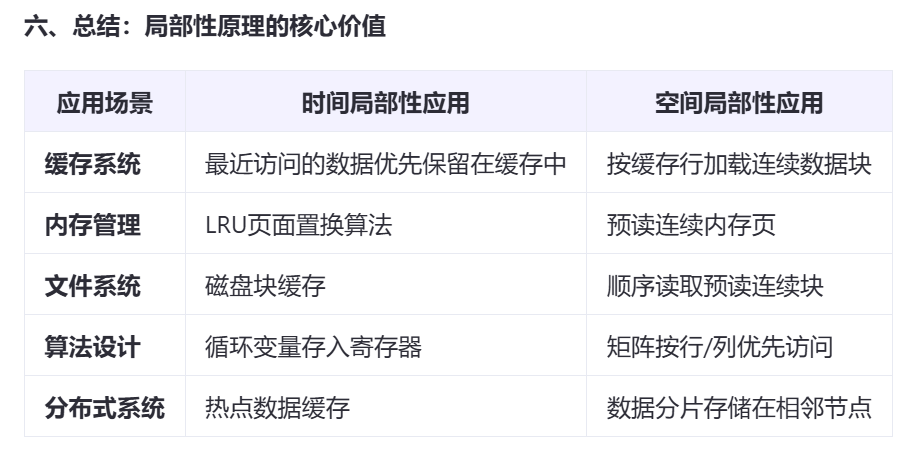 六、总结：局部性原理的核心价值
应用场景 时间局部性应用 空间局部性应用
缓存系统 最近访问的数据优先保留在缓存中 按缓存行加载连续数据块
内存管理 LRU页面置换算法 预读连续内存页
文件系统 磁盘块缓存 顺序读取预读连续块
算法设计 循环变量存入寄存器 矩阵按行/列优先访问
分布式系统 热点数据缓存 数据分片存储在相邻节点